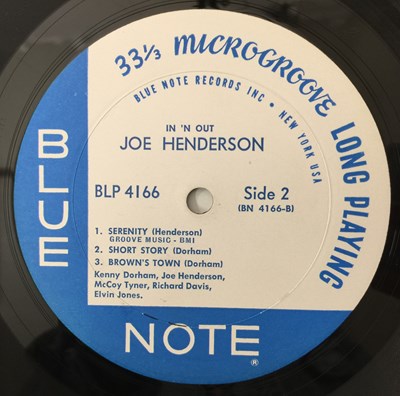 33⅓ MICROGROOVE LONG PLAYING
BLUE NOTE RECORDS INC • NEW YORK USA
IN 'N OUT
JOE HENDERSON
BLP 4166
Side 2
(BN 4166-B)
1. SERENITY (Henderson)
GROOVE MUSIC - BMI
2. SHORT STORY (Dorham)
3. BROWN'S TOWN (Dorham)
Kenny Dorham, Joe Henderson,
McCoy Tyner, Richard Davis,
Elvin Jones.
BLUE
NOTE
®